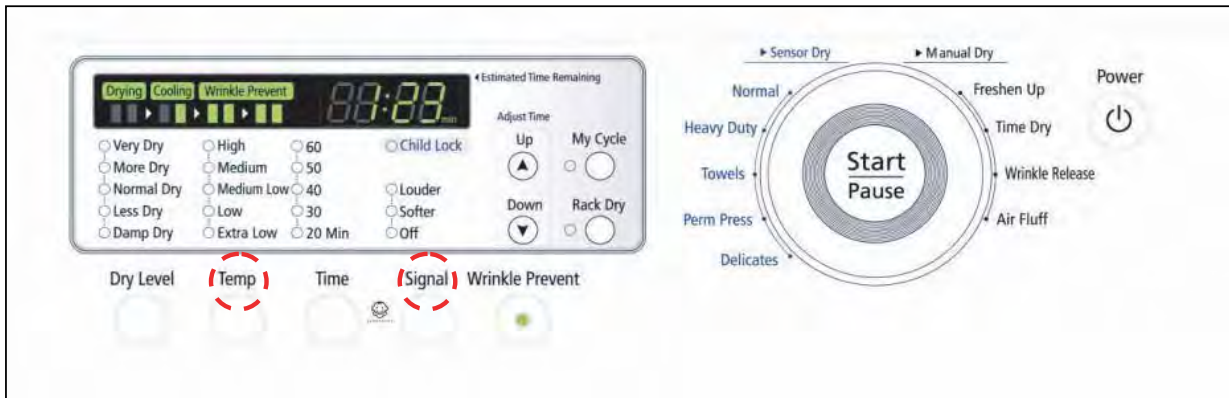 Drying Cooling Wrinkle Prevent
1:23 min
Estimated Time Remaining
Very Dry
More Dry
Normal Dry
Less Dry
Damp Dry
High
Medium
Medium Low
Low
Extra Low
60
50
40
30
20 Min
Child Lock
Louder
Softer
Off
Adjust Time
Up
Down
My Cycle
Rack Dry
Dry Level
Temp
Time
Signal
Wrinkle Prevent
Sensor Dry
Normal
Heavy Duty
Towels
Perm Press
Delicates
Start
Pause
Manual Dry
Freshen Up
Time Dry
Wrinkle Release
Air Fluff
Power